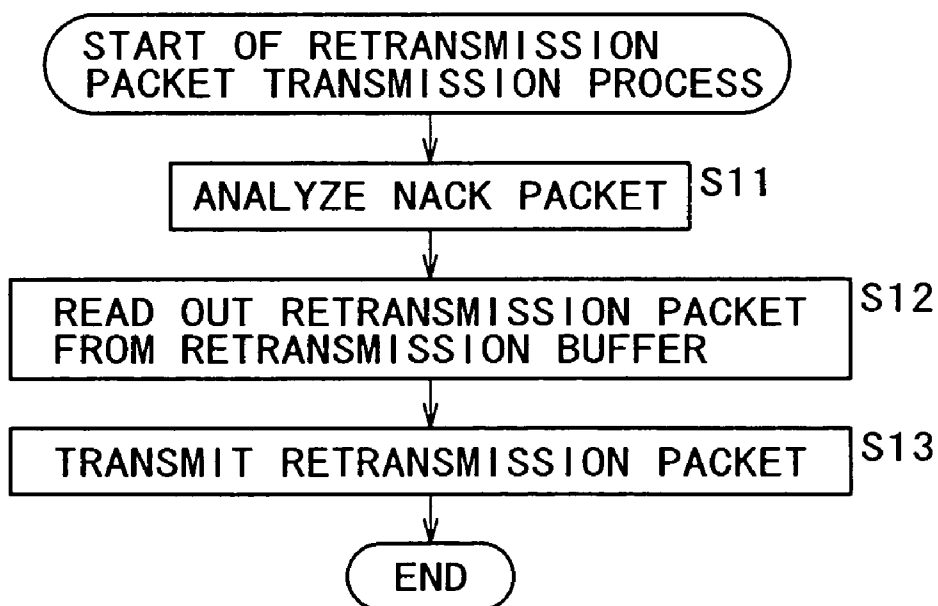 START OF RETRANSMISSION
PACKET TRANSMISSION PROCESS
ANALYZE NACK PACKET
S11
READ OUT RETRANSMISSION PACKET
FROM RETRANSMISSION BUFFER
S12
TRANSMIT RETRANSMISSION PACKET
S13
END